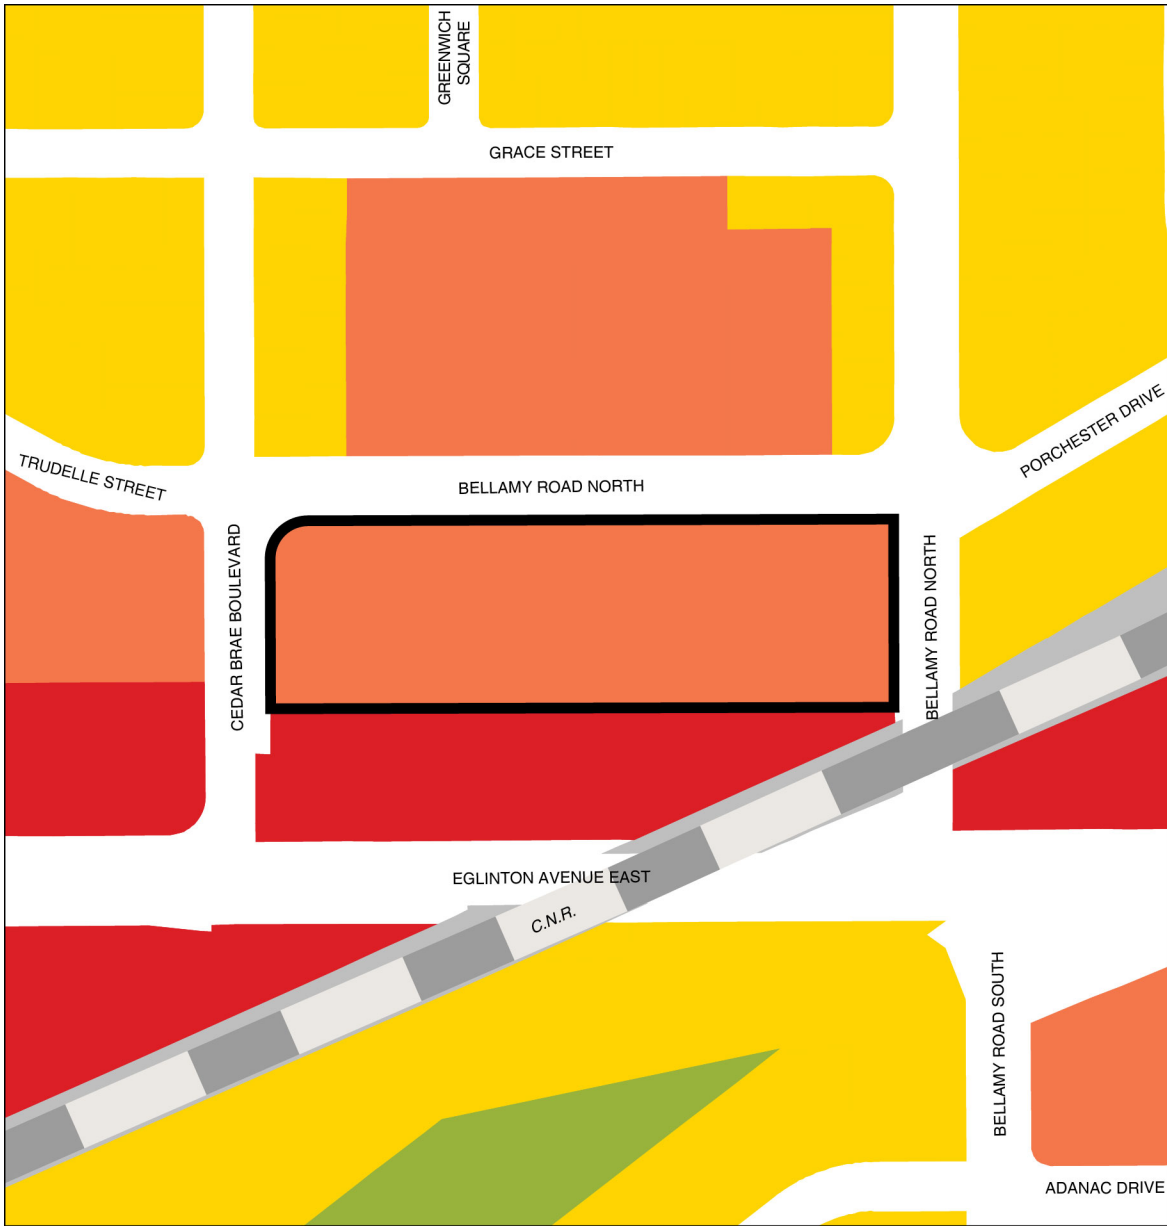 GREENWICH
SQUARE
GRACE STREET
PORCHESTER DRIVE
TRUDELLE STREET
BELLAMY ROAD NORTH
CEDAR BRAE BOULEVARD
BELLAMY ROAD NORTH
EGLINTON AVENUE EAST
C.N.R.
BELLAMY ROAD SOUTH
ADANAC DRIVE